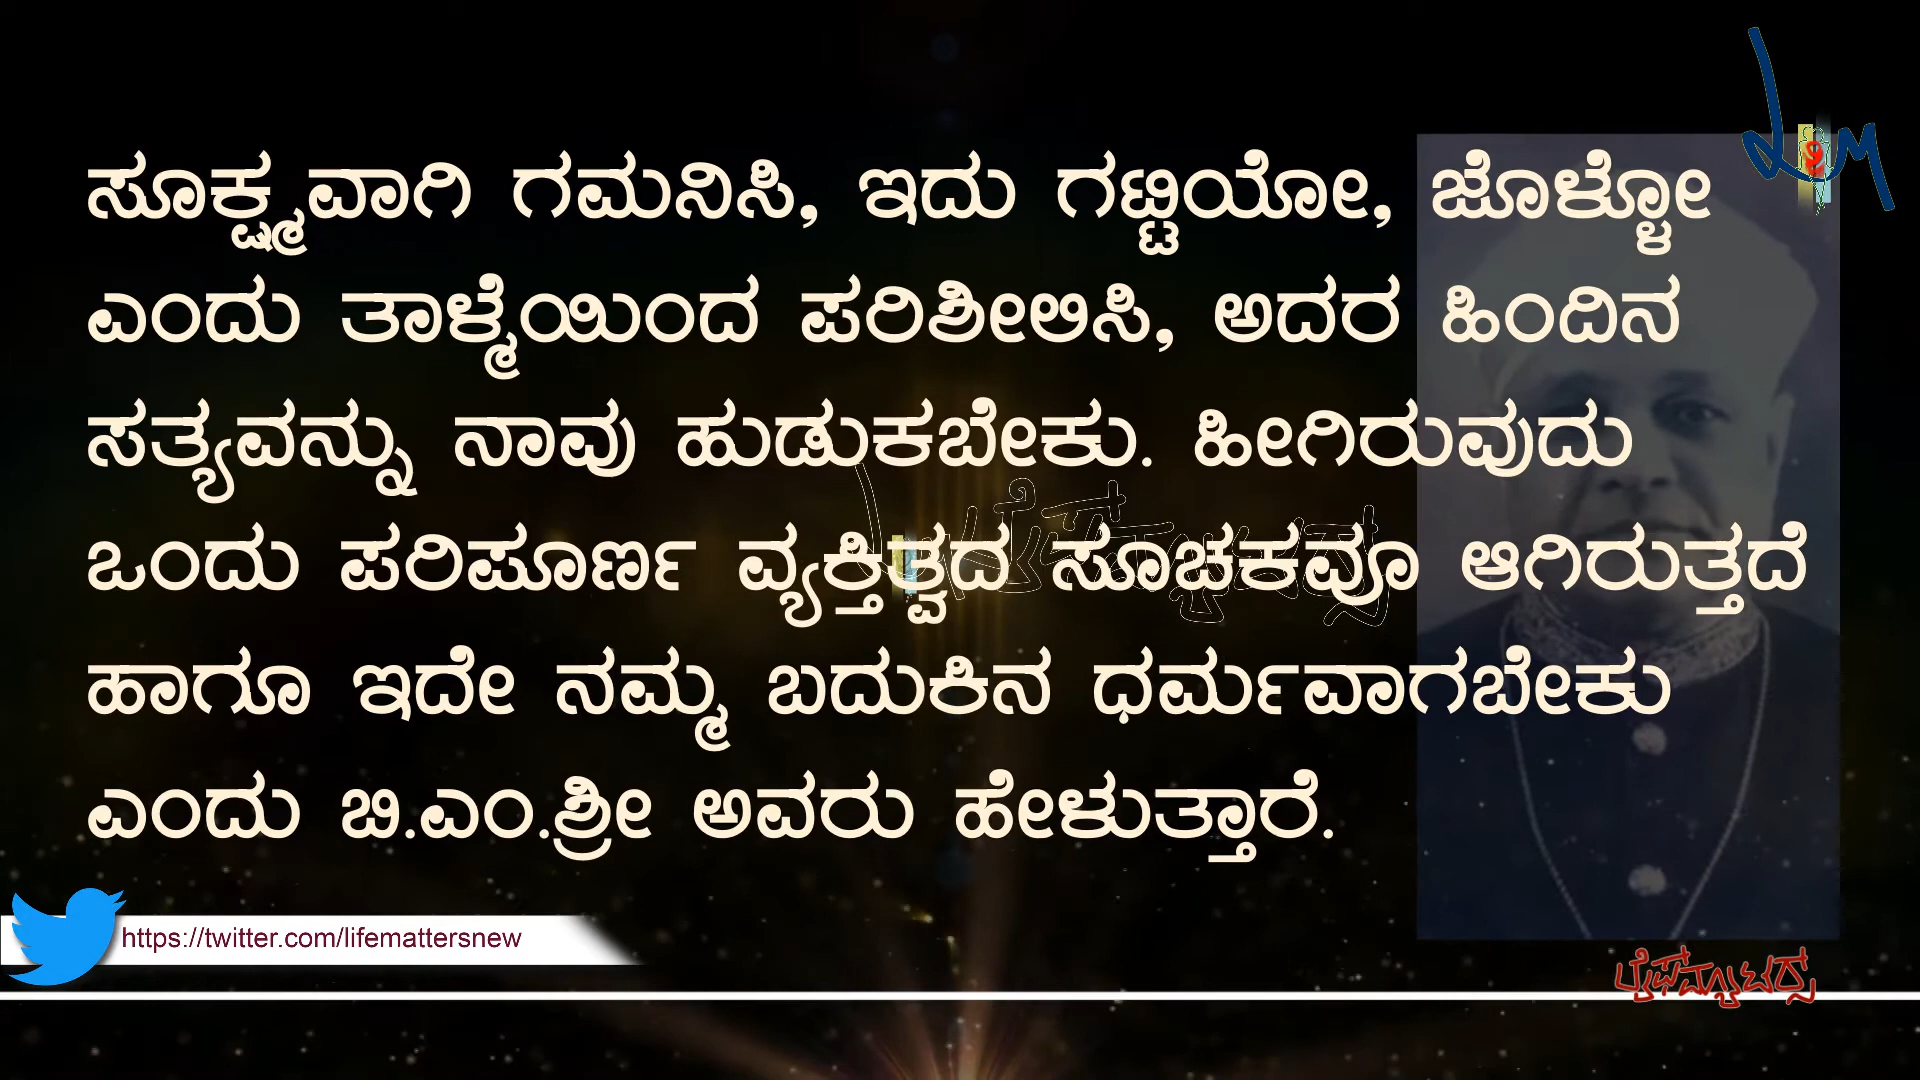 ಸೂಕ್ಷ್ಮವಾಗಿ ಗಮನಿಸಿ, ಇದು ಗಟ್ಟಿಯೋ, ಜೊಳ್ಳೋ
ಎಂದು ತಾಳ್ಮೆಯಿಂದ ಪರಿಶೀಲಿಸಿ, ಅದರ ಹಿಂದಿನ
ಸತ್ಯವನ್ನು ನಾವು ಹುಡುಕಬೇಕು. ಹೀಗಿರುವುದು
ಒಂದು ಪರಿಪೂರ್ಣ ವ್ಯಕ್ತಿತ್ವದ ಸೂಚಕವೂ ಆಗಿರುತ್ತದೆ
ಹಾಗೂ ಇದೇ ನಮ್ಮ ಬದುಕಿನ ಧರ್ಮವಾಗಬೇಕು
ಎಂದು ಬಿ.ಎಂ.ಶ್ರೀ ಅವರು ಹೇಳುತ್ತಾರೆ.
https://twitter.com/lifemattersnew
ಲೈಫ್‌ಮ್ಯಾಟರ್ಸ್